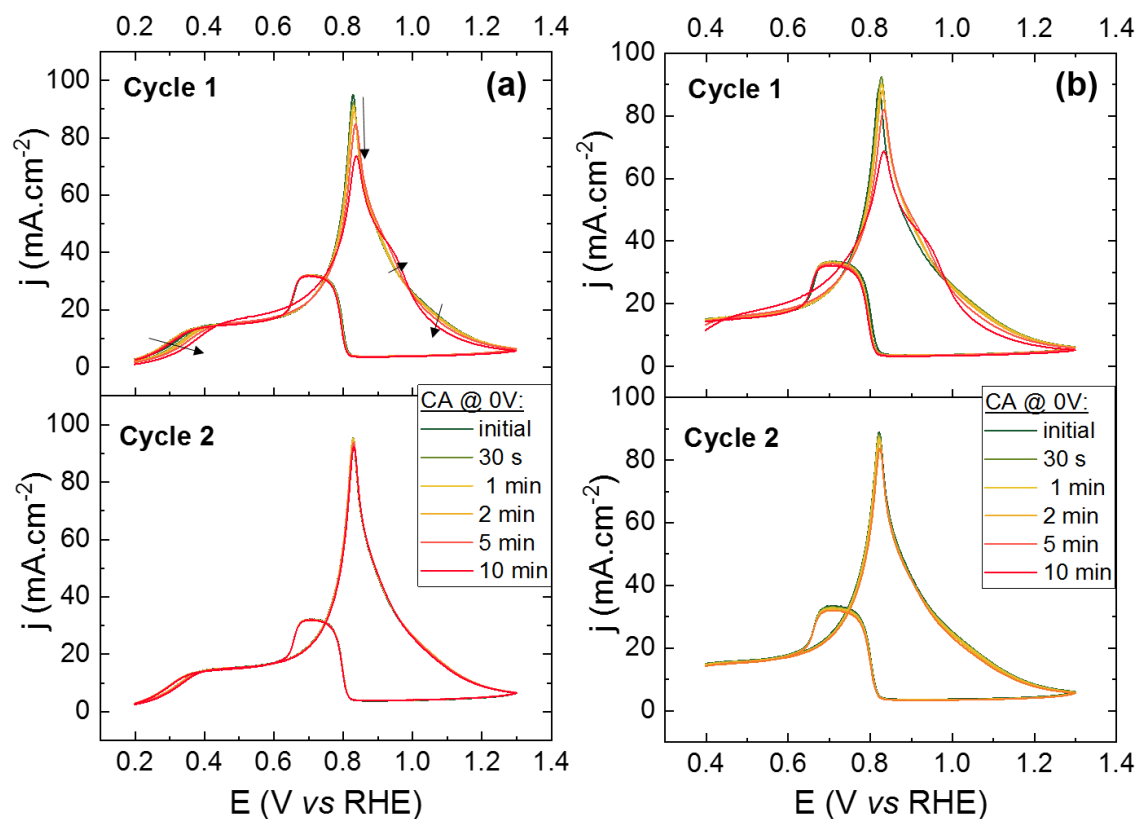 0.2 0.4 0.6 0.8 1.0 1.2 1.4
Cycle 1
(a)
100
80
60
40
20
0
j (mA.cm-2)
Cycle 2
100
80
60
40
20
0
j (mA.cm-2)
CA @ 0V:
initial
30 s
1 min
2 min
5 min
10 min
0.2 0.4 0.6 0.8 1.0 1.2 1.4
E (V vs RHE)
0.4 0.6 0.8 1.0 1.2 1.4
Cycle 1
(b)
100
80
60
40
20
0
j (mA.cm-2)
Cycle 2
100
80
60
40
20
0
j (mA.cm-2)
CA @ 0V:
initial
30 s
1 min
2 min
5 min
10 min
0.4 0.6 0.8 1.0 1.2 1.4
E (V vs RHE)